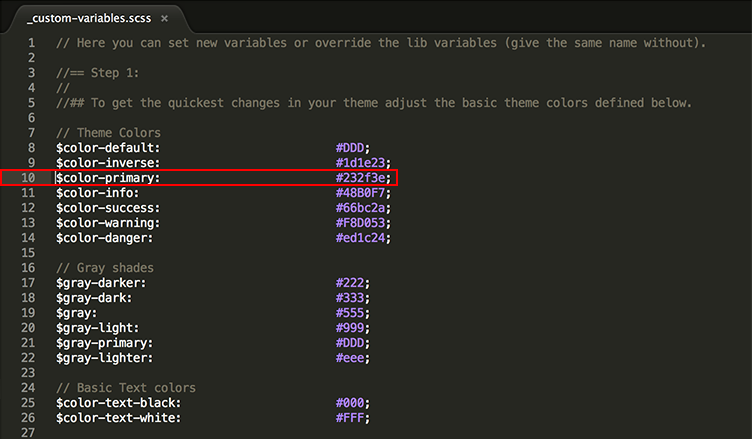 _custom-variables.scss ×
1 // Here you can set new variables or override the lib variables (give the same name without).
2
3 //== Step 1:
4 //
5 //## To get the quickest changes in your theme adjust the basic theme colors defined below.
6
7 // Theme Colors
8 $color-default: #DDD;
9 $color-inverse: #1d1e23;
10 $color-primary: #232f3e;
11 $color-info: #48B0F7;
12 $color-success: #66bc2a;
13 $color-warning: #F8D053;
14 $color-danger: #ed1c24;
15
16 // Gray shades
17 $gray-darker: #222;
18 $gray-dark: #333;
19 $gray: #555;
20 $gray-light: #999;
21 $gray-primary: #DDD;
22 $gray-lighter: #eee;
23
24 // Basic Text colors
25 $color-text-black: #000;
26 $color-text-white: #FFF;
27